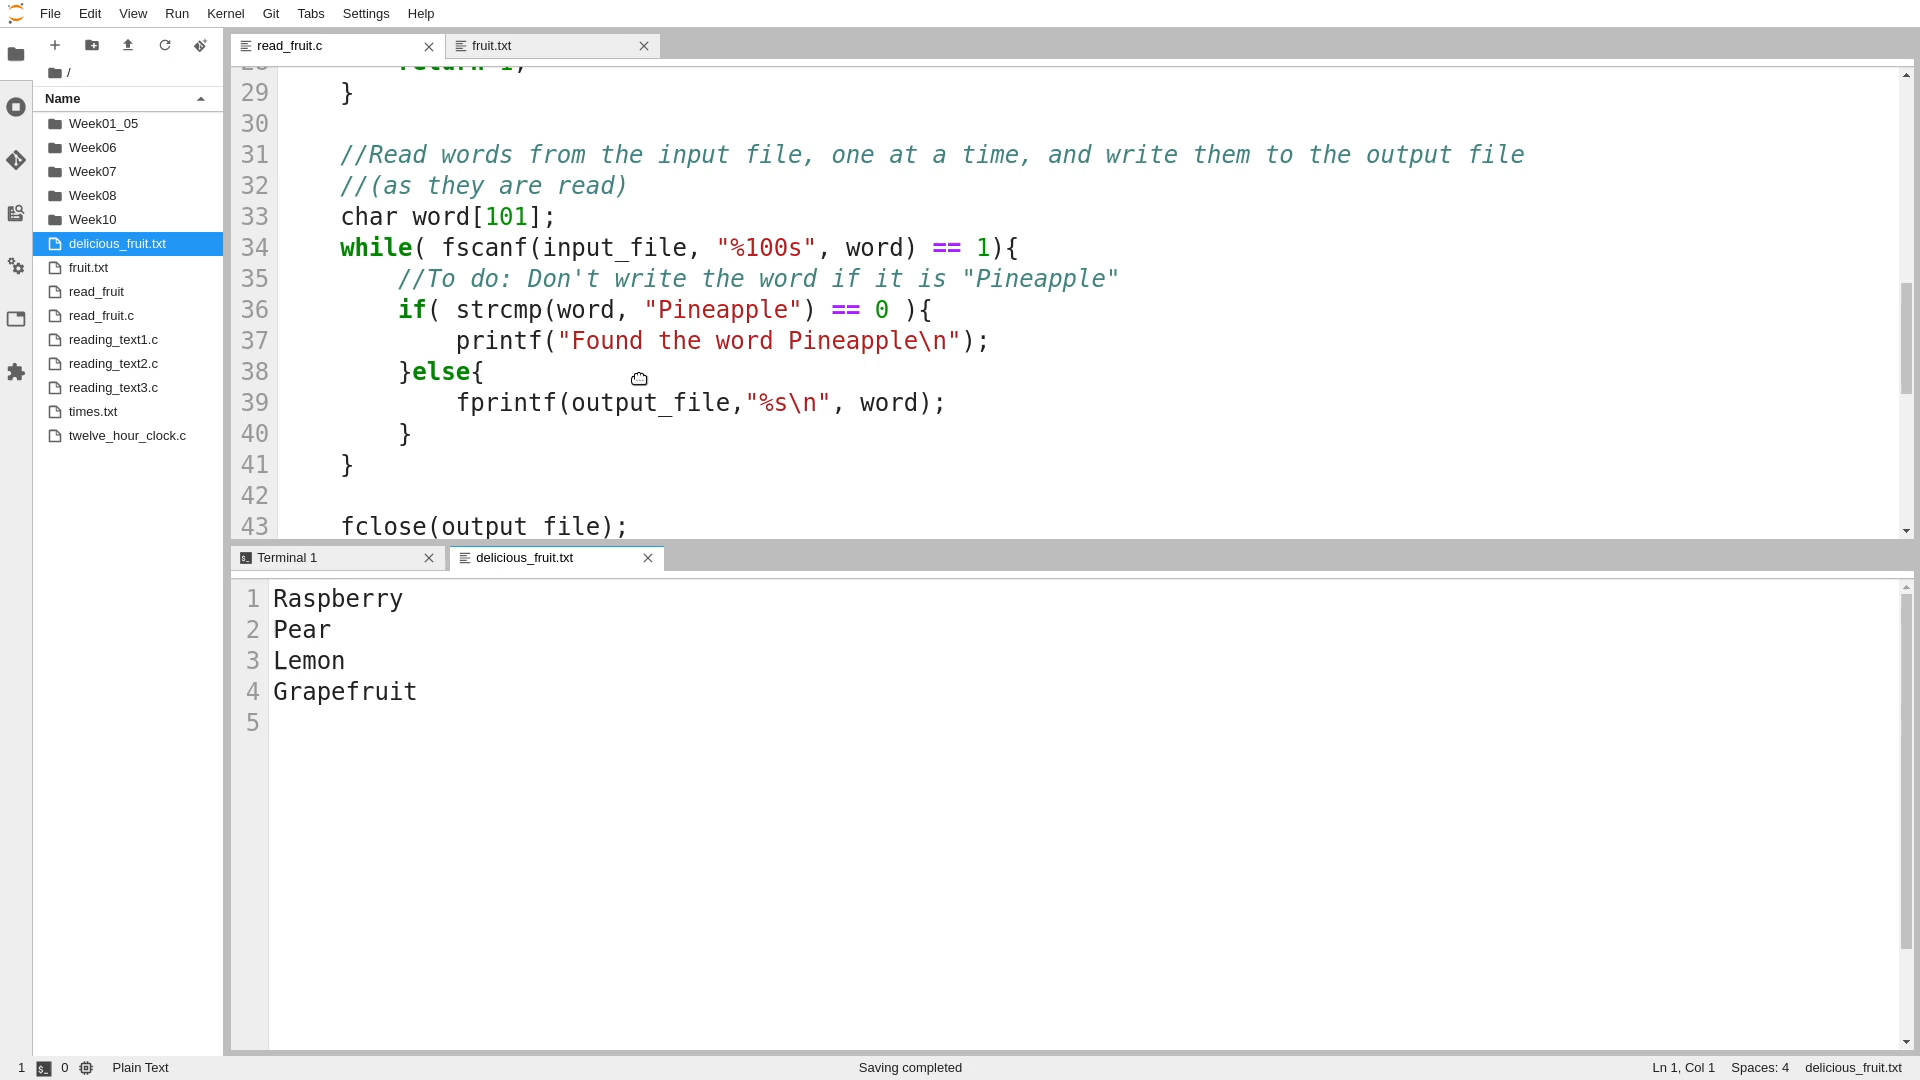 File Edit View Run Kernel Git Tabs Settings Help
read_fruit.c
fruit.txt
/
Name
Week01_05
Week06
Week07
Week08
Week10
delicious_fruit.txt
fruit.txt
read_fruit
read_fruit.c
reading_text1.c
reading_text2.c
reading_text3.c
times.txt
twelve_hour_clock.c
28 return 1;
29 }
30
31 //Read words from the input file, one at a time, and write them to the output file
32 //(as they are read)
33 char word[101];
34 while( fscanf(input_file, "%100s", word) == 1){
35 //To do: Don't write the word if it is "Pineapple"
36 if( strcmp(word, "Pineapple") == 0 ){
37 printf("Found the word Pineapple\n");
38 }else{
39 fprintf(output_file,"%s\n", word);
40 }
41 }
42
43 fclose(output_file);
Terminal 1
delicious_fruit.txt
1 Raspberry
2 Pear
3 Lemon
4 Grapefruit
5
1 $_ 0 Plain Text Saving completed Ln 1, Col 1 Spaces: 4 delicious_fruit.txt